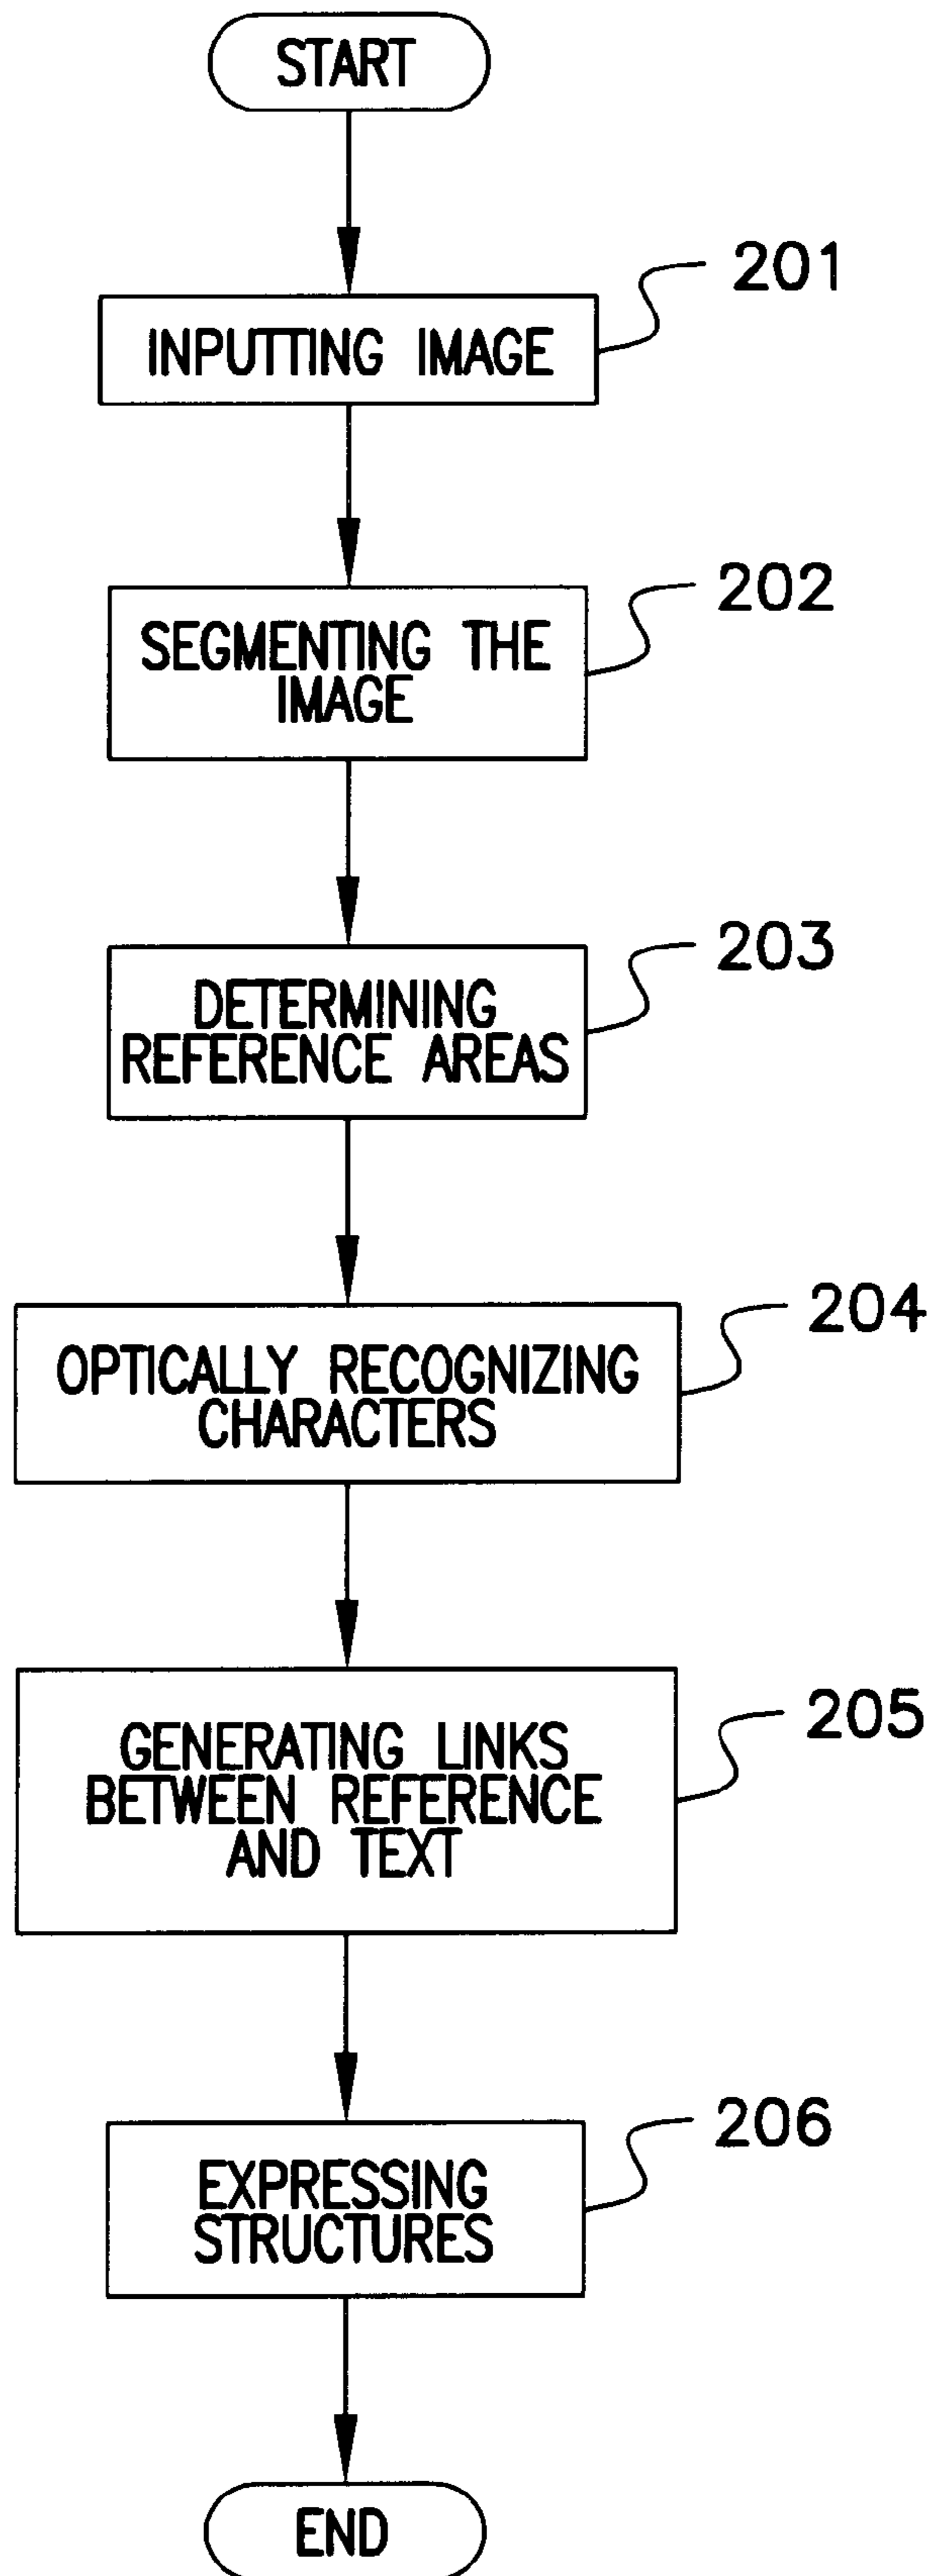 START
201
INPUTTING IMAGE
202
SEGMENTING THE
IMAGE
203
DETERMINING
REFERENCE AREAS
204
OPTICALLY RECOGNIZING
CHARACTERS
205
GENERATING LINKS
BETWEEN REFERENCE
AND TEXT
206
EXPRESSING
STRUCTURES
END